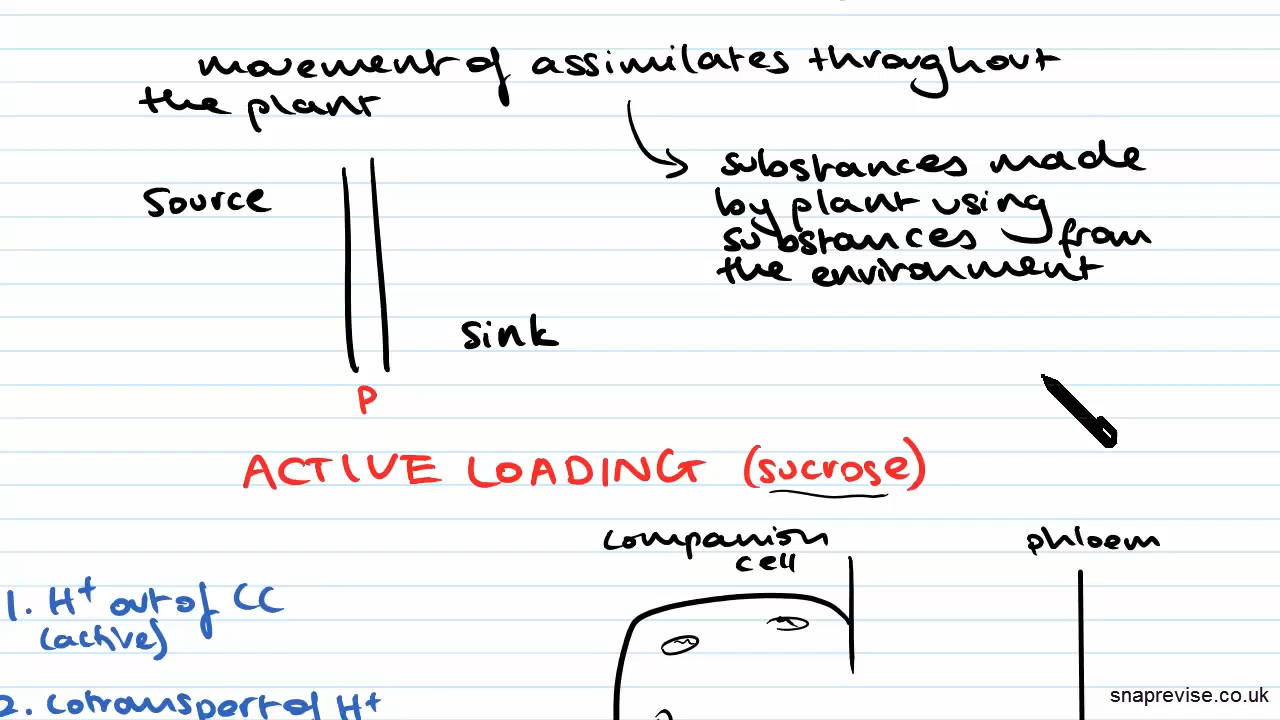 movement of assimilates throughout
the plant
substances made
by plant using
substances from
the environment
source
sink
P
ACTIVE LOADING (sucrose)
companion
cell
phloem
1. H+ out of CC
(active)
2. cotransport of H+
snaprevise.co.uk